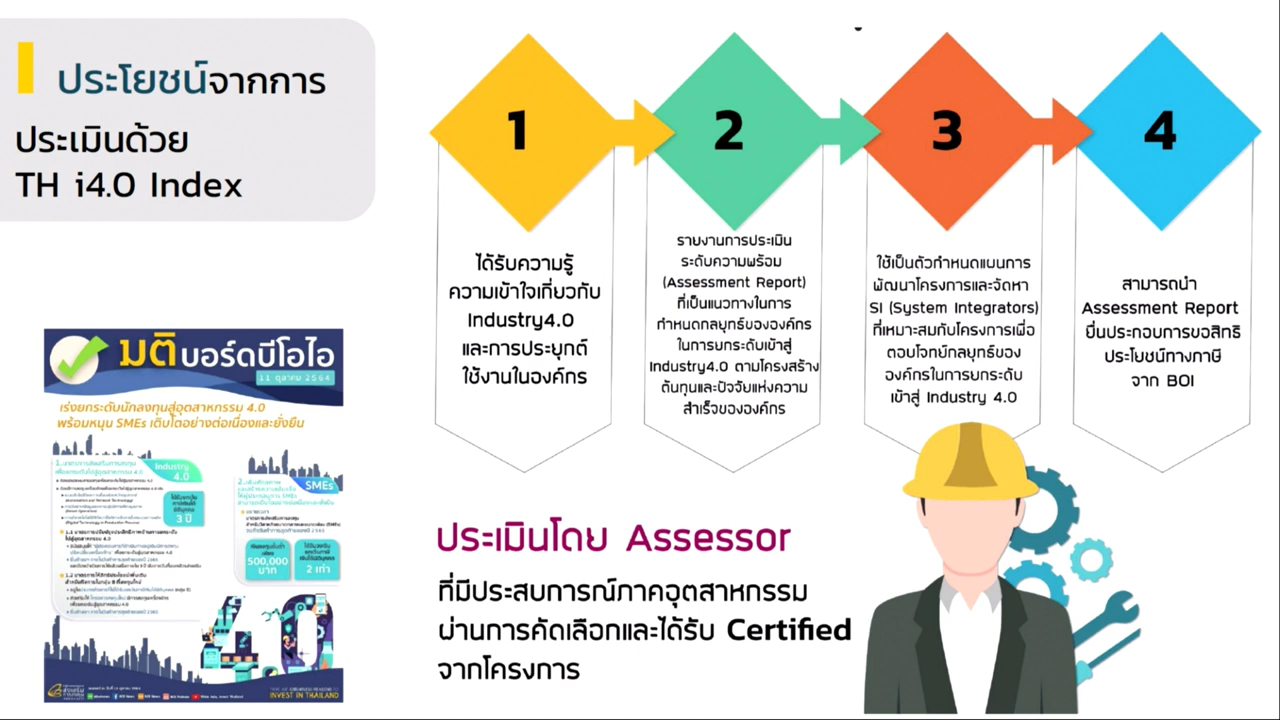 ประโยชน์จากการ
ประเมินด้วย
TH i4.0 Index
1
2
3
4
ได้รับความรู้
ความเข้าใจเกี่ยวกับ
Industry4.0
และการประยุกต์
ใช้งานในองค์กร
รายงานการประเมิน
ระดับความพร้อม
(Assessment Report)
ที่เป็นแนวทางในการ
กำหนดกลยุทธ์ขององค์กร
ในการยกระดับเข้าสู่
Industry4.0 ตามโครงสร้าง
ต้นทุนและปัจจัยแห่งความ
สำเร็จขององค์กร
ใช้เป็นตัวกำหนดแผนการ
พัฒนาโครงการและจัดหา
SI (System Integrators)
ที่เหมาะสมกับโครงการเพื่อ
ตอบโจทย์กลยุทธ์ของ
องค์กรในการยกระดับ
เข้าสู่ Industry 4.0
สามารถนำ
Assessment Report
ยื่นประกอบการขอสิทธิ
ประโยชน์ทางภาษี
จาก BOI
มติบอร์ดบีโอไอ
11 ตุลาคม 2564
เร่งยกระดับนักลงทุนสู่อุตสาหกรรม 4.0
พร้อมหนุน SMEs เติบโตอย่างต่อเนื่องและยั่งยืน
Industry
4.0
3 ปี
SMEs
500,000
บาท
2 เท่า
4.0
INVEST IN THAILAND
ประเมินโดย Assessor
ที่มีประสบการณ์ภาคอุตสาหกรรม
ผ่านการคัดเลือกและได้รับ Certified
จากโครงการ